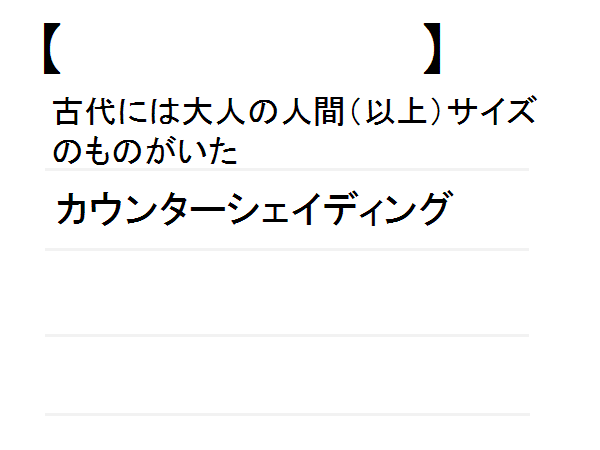 【　　　　　　　　　】
古代には大人の人間（以上）サイズ
のものがいた
カウンターシェイディング